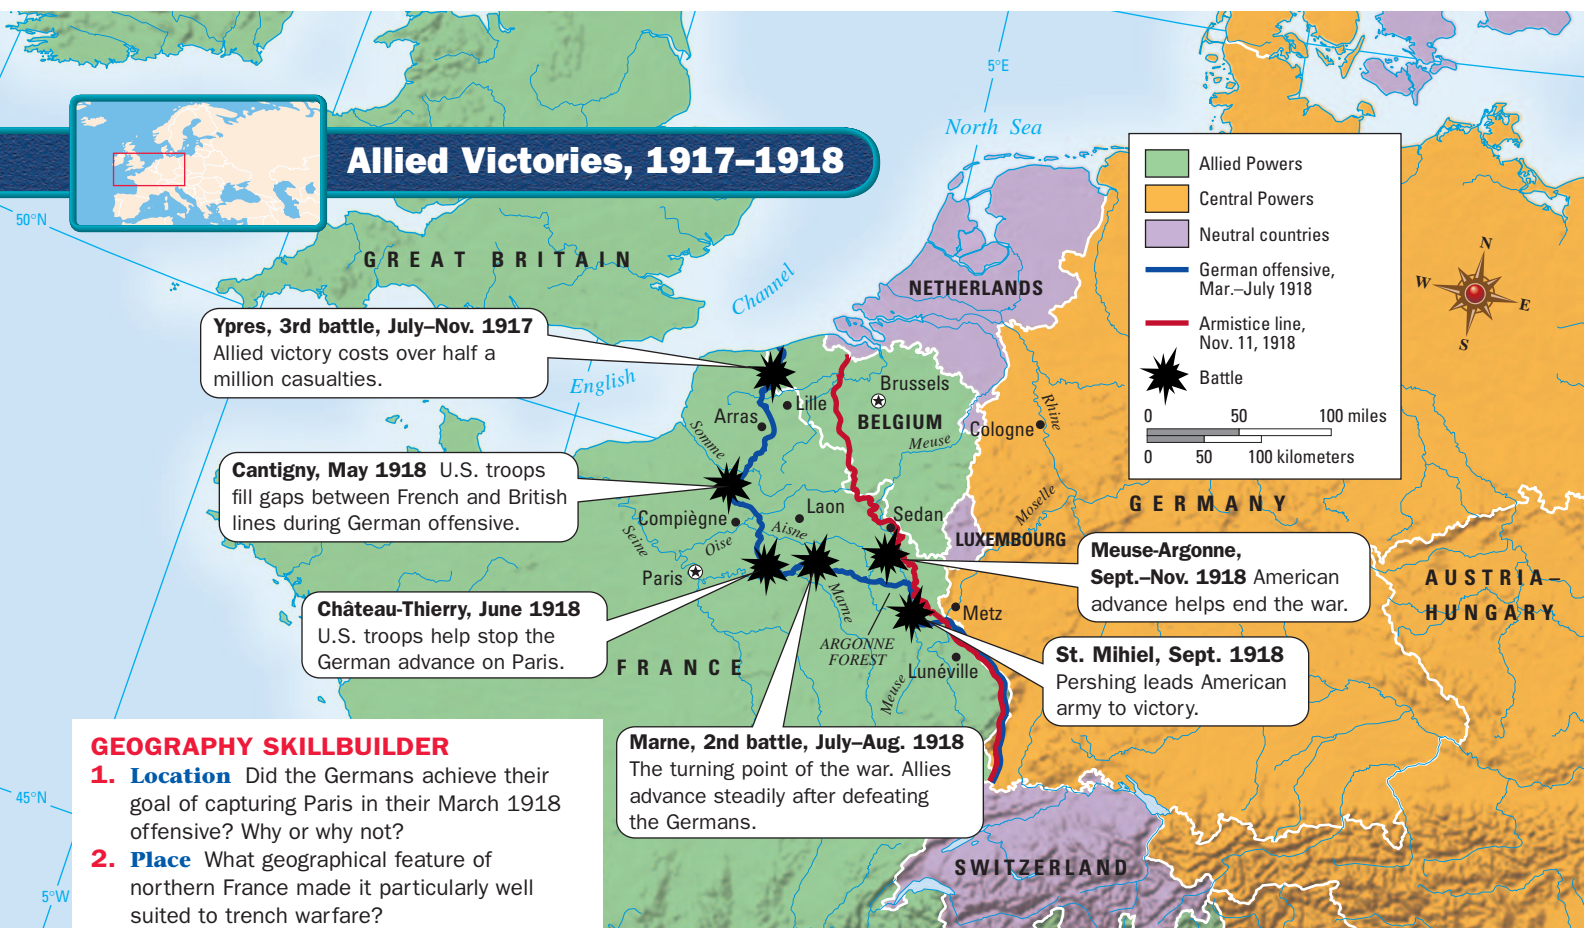 Allied Victories, 1917–1918
50°N
45°N
5°W
5°E
North Sea
English
Channel
GREAT BRITAIN
NETHERLANDS
BELGIUM
Brussels
LUXEMBOURG
GERMANY
AUSTRIA–
HUNGARY
FRANCE
SWITZERLAND
Lille
Arras
Somme
Cologne
Rhine
Meuse
Moselle
Compiègne
Laon
Sedan
Seine
Oise
Aisne
Paris
Marne
ARGONNE
FOREST
Metz
Meuse
Lunéville
Ypres, 3rd battle, July–Nov. 1917
Allied victory costs over half a
million casualties.
Cantigny, May 1918 U.S. troops
fill gaps between French and British
lines during German offensive.
Château-Thierry, June 1918
U.S. troops help stop the
German advance on Paris.
Marne, 2nd battle, July–Aug. 1918
The turning point of the war. Allies
advance steadily after defeating
the Germans.
Meuse-Argonne,
Sept.–Nov. 1918 American
advance helps end the war.
St. Mihiel, Sept. 1918
Pershing leads American
army to victory.
Allied Powers
Central Powers
Neutral countries
German offensive,
Mar.–July 1918
Armistice line,
Nov. 11, 1918
Battle
0 50 100 miles
0 50 100 kilometers
N
W
E
S
GEOGRAPHY SKILLBUILDER
1. Location Did the Germans achieve their
goal of capturing Paris in their March 1918
offensive? Why or why not?
2. Place What geographical feature of
northern France made it particularly well
suited to trench warfare?